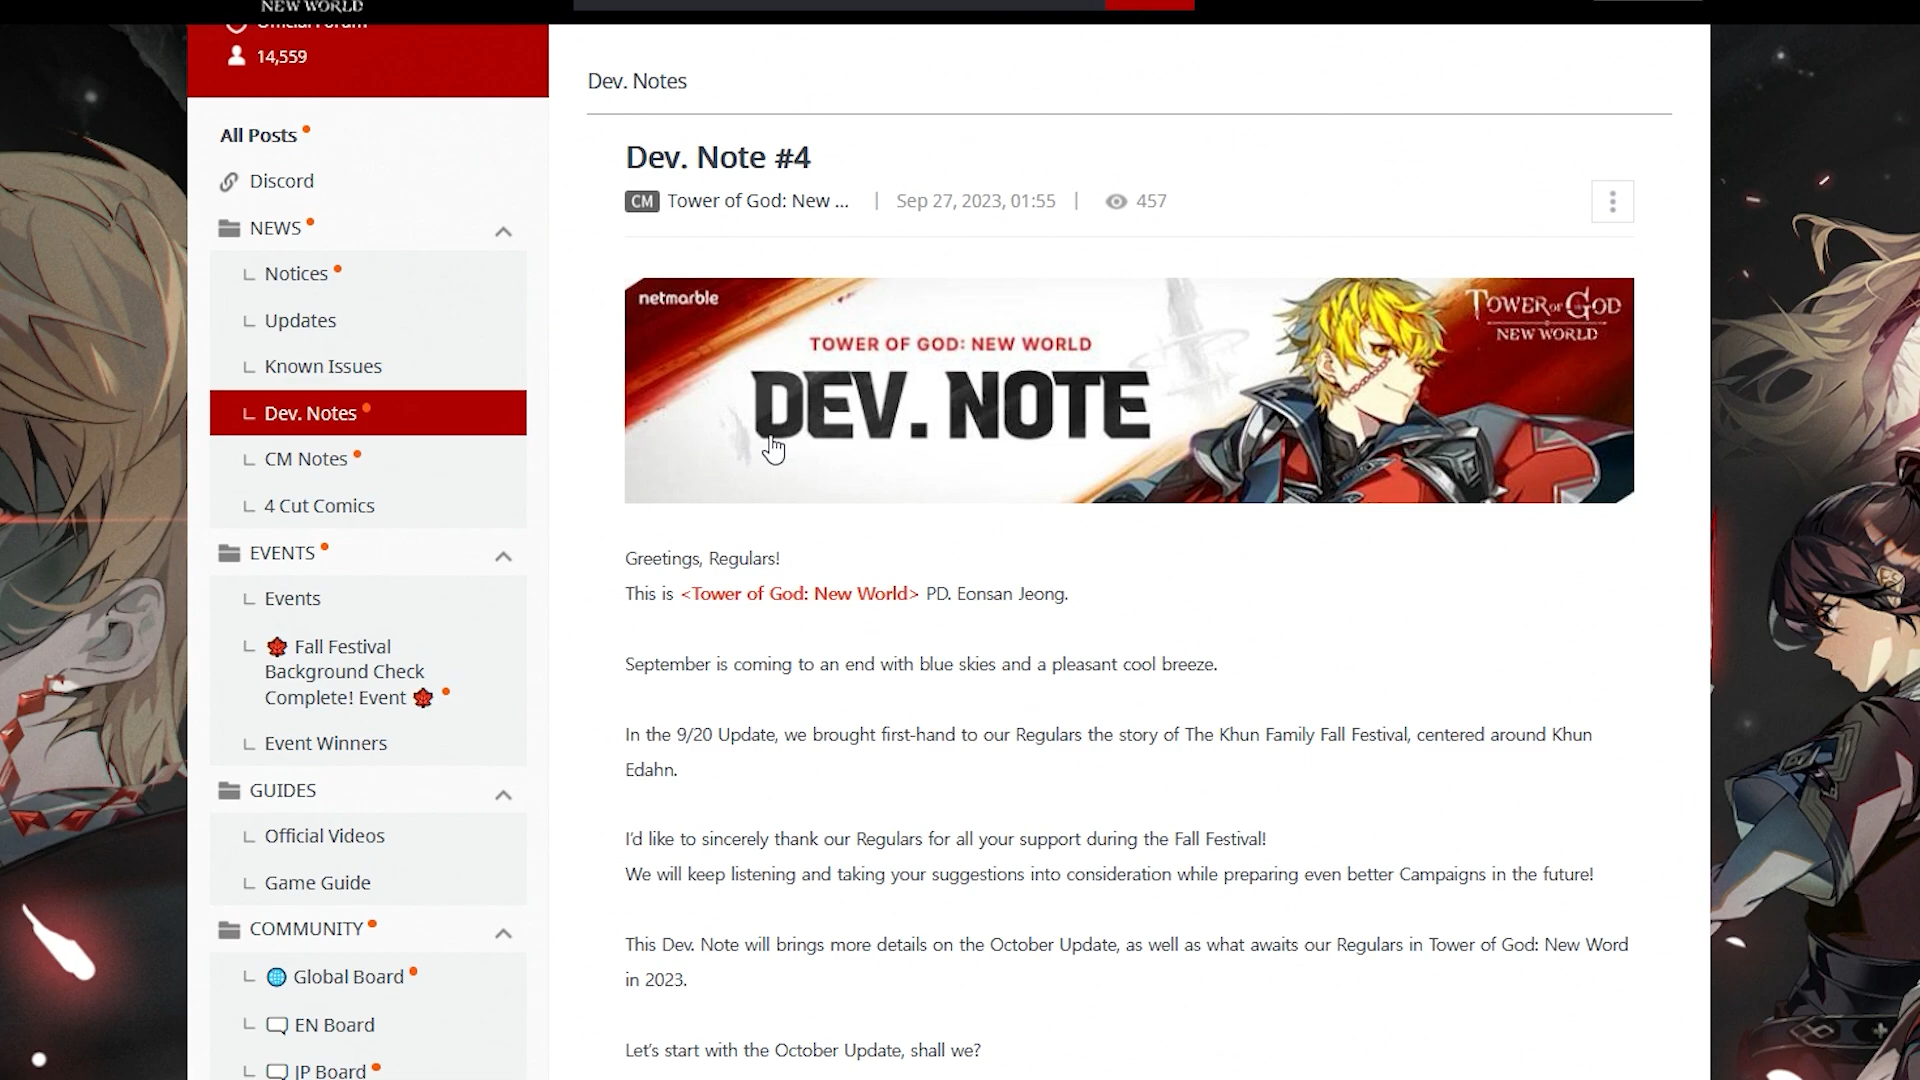 NEW WORLD
Official Forum
14,559
All Posts
Discord
NEWS
Notices
Updates
Known Issues
Dev. Notes
CM Notes
4 Cut Comics
EVENTS
Events
Fall Festival
Background Check
Complete! Event
Event Winners
GUIDES
Official Videos
Game Guide
COMMUNITY
Global Board
EN Board
JP Board
Dev. Notes
Dev. Note #4
CM Tower of God: New ... | Sep 27, 2023, 01:55 | 457
netmarble
TOWER OF GOD: NEW WORLD
DEV. NOTE
TOWER OF GOD
NEW WORLD
Greetings, Regulars!
This is <Tower of God: New World> PD. Eonsan Jeong.
September is coming to an end with blue skies and a pleasant cool breeze.
In the 9/20 Update, we brought first-hand to our Regulars the story of The Khun Family Fall Festival, centered around Khun
Edahn.
I'd like to sincerely thank our Regulars for all your support during the Fall Festival!
We will keep listening and taking your suggestions into consideration while preparing even better Campaigns in the future!
This Dev. Note will brings more details on the October Update, as well as what awaits our Regulars in Tower of God: New Word
in 2023.
Let's start with the October Update, shall we?